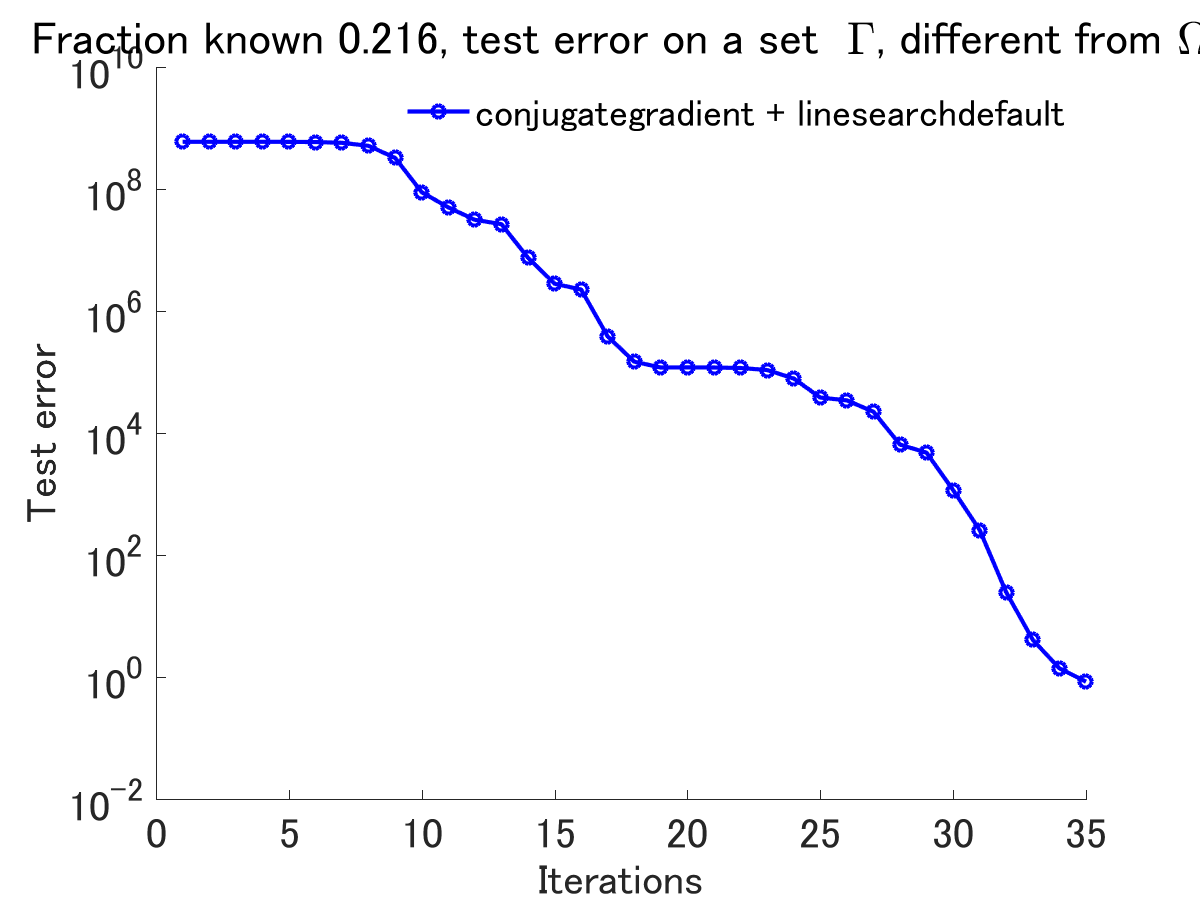 Fraction known 0.216, test error on a set Γ, different from Ω
10^10
conjugategradient + linesearchdefault
10^8
10^6
10^4
10^2
10^0
10^-2
Test error
0 5 10 15 20 25 30 35
Iterations